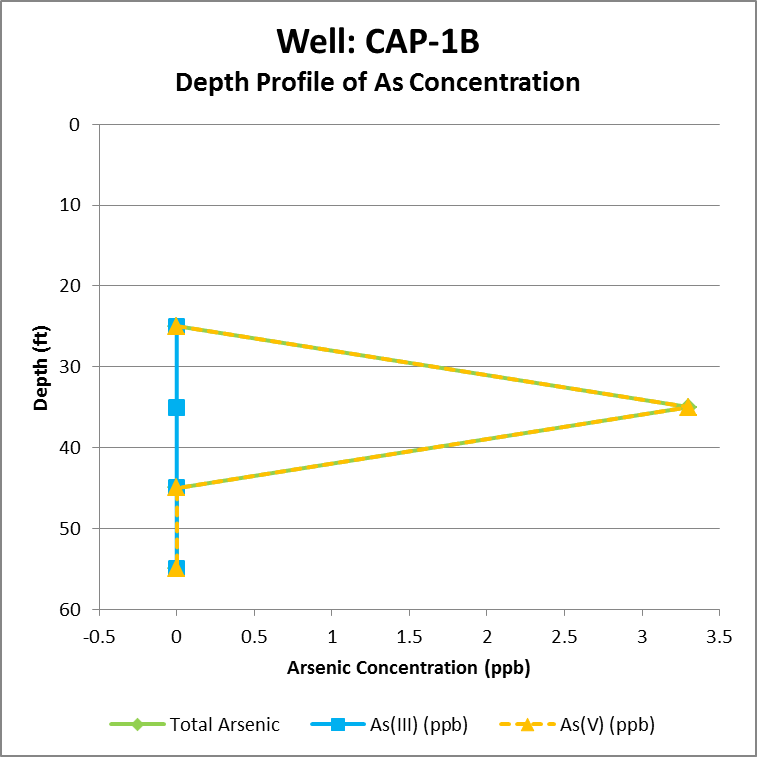 Well: CAP-1B
Depth Profile of As Concentration
0
10
20
30
40
50
60
Depth (ft)
-0.5 0 0.5 1 1.5 2 2.5 3 3.5
Arsenic Concentration (ppb)
Total Arsenic As(III) (ppb) As(V) (ppb)